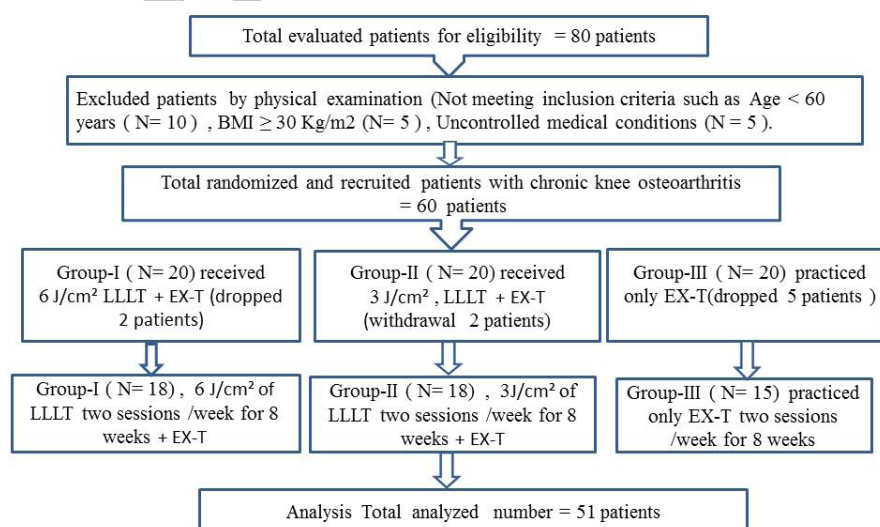 Total evaluated patients for eligibility = 80 patients
Excluded patients by physical examination (Not meeting inclusion criteria such as Age < 60
years ( N= 10 ) , BMI ≥ 30 Kg/m2 (N= 5 ) , Uncontrolled medical conditions (N = 5 ).
Total randomized and recruited patients with chronic knee osteoarthritis
= 60 patients
Group-I ( N= 20) received
6 J/cm² LLLT + EX-T (dropped
2 patients)
Group-II ( N= 20) received
3 J/cm² , LLLT + EX-T
(withdrawal 2 patients)
Group-III ( N= 20) practiced
only EX-T(dropped 5 patients )
Group-I ( N= 18) , 6 J/cm² of
LLLT two sessions /week for 8
weeks + EX-T
Group-II ( N= 18) , 3J/cm² of
LLLT two sessions /week for 8
weeks + EX-T
Group-III ( N= 15) practiced
only EX-T two sessions
/week for 8 weeks
Analysis Total analyzed number = 51 patients